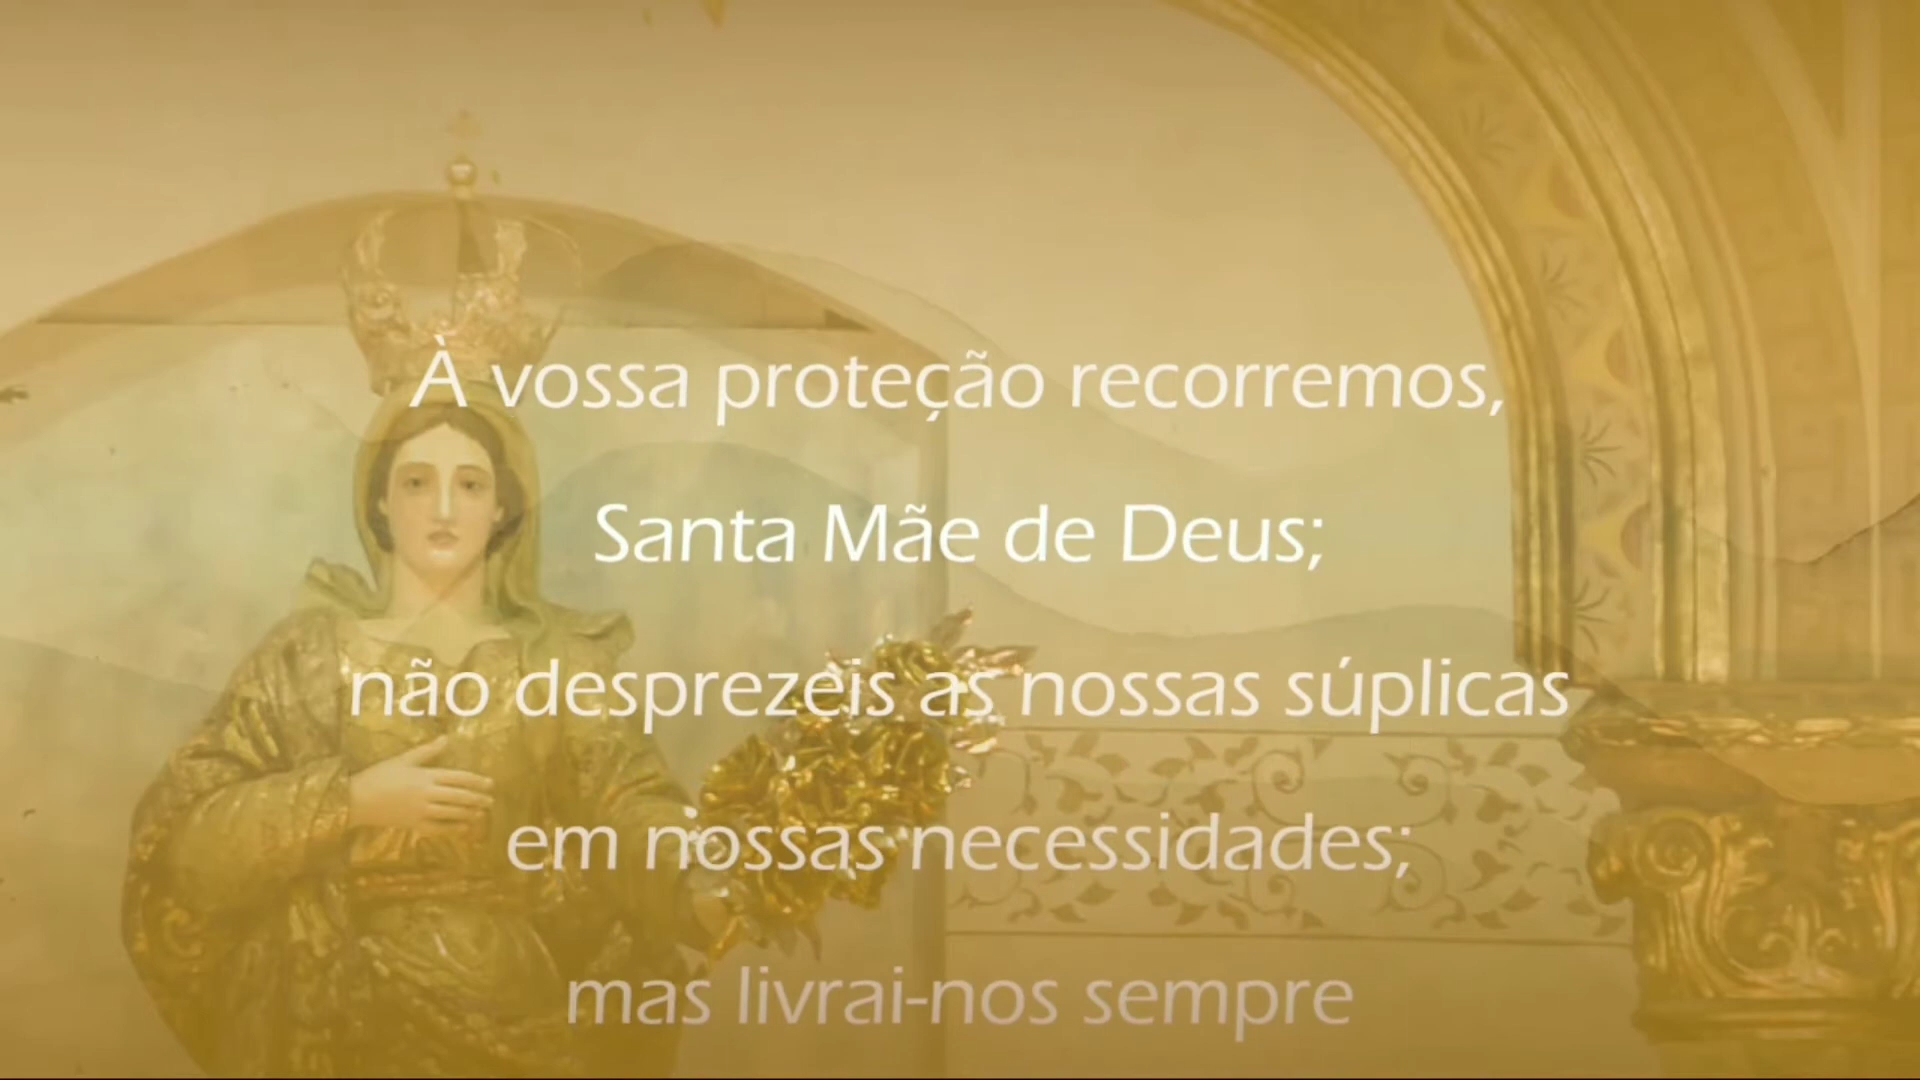 À vossa proteção recorremos,
Santa Mãe de Deus;
não desprezeis as nossas súplicas
em nossas necessidades;
mas livrai-nos sempre